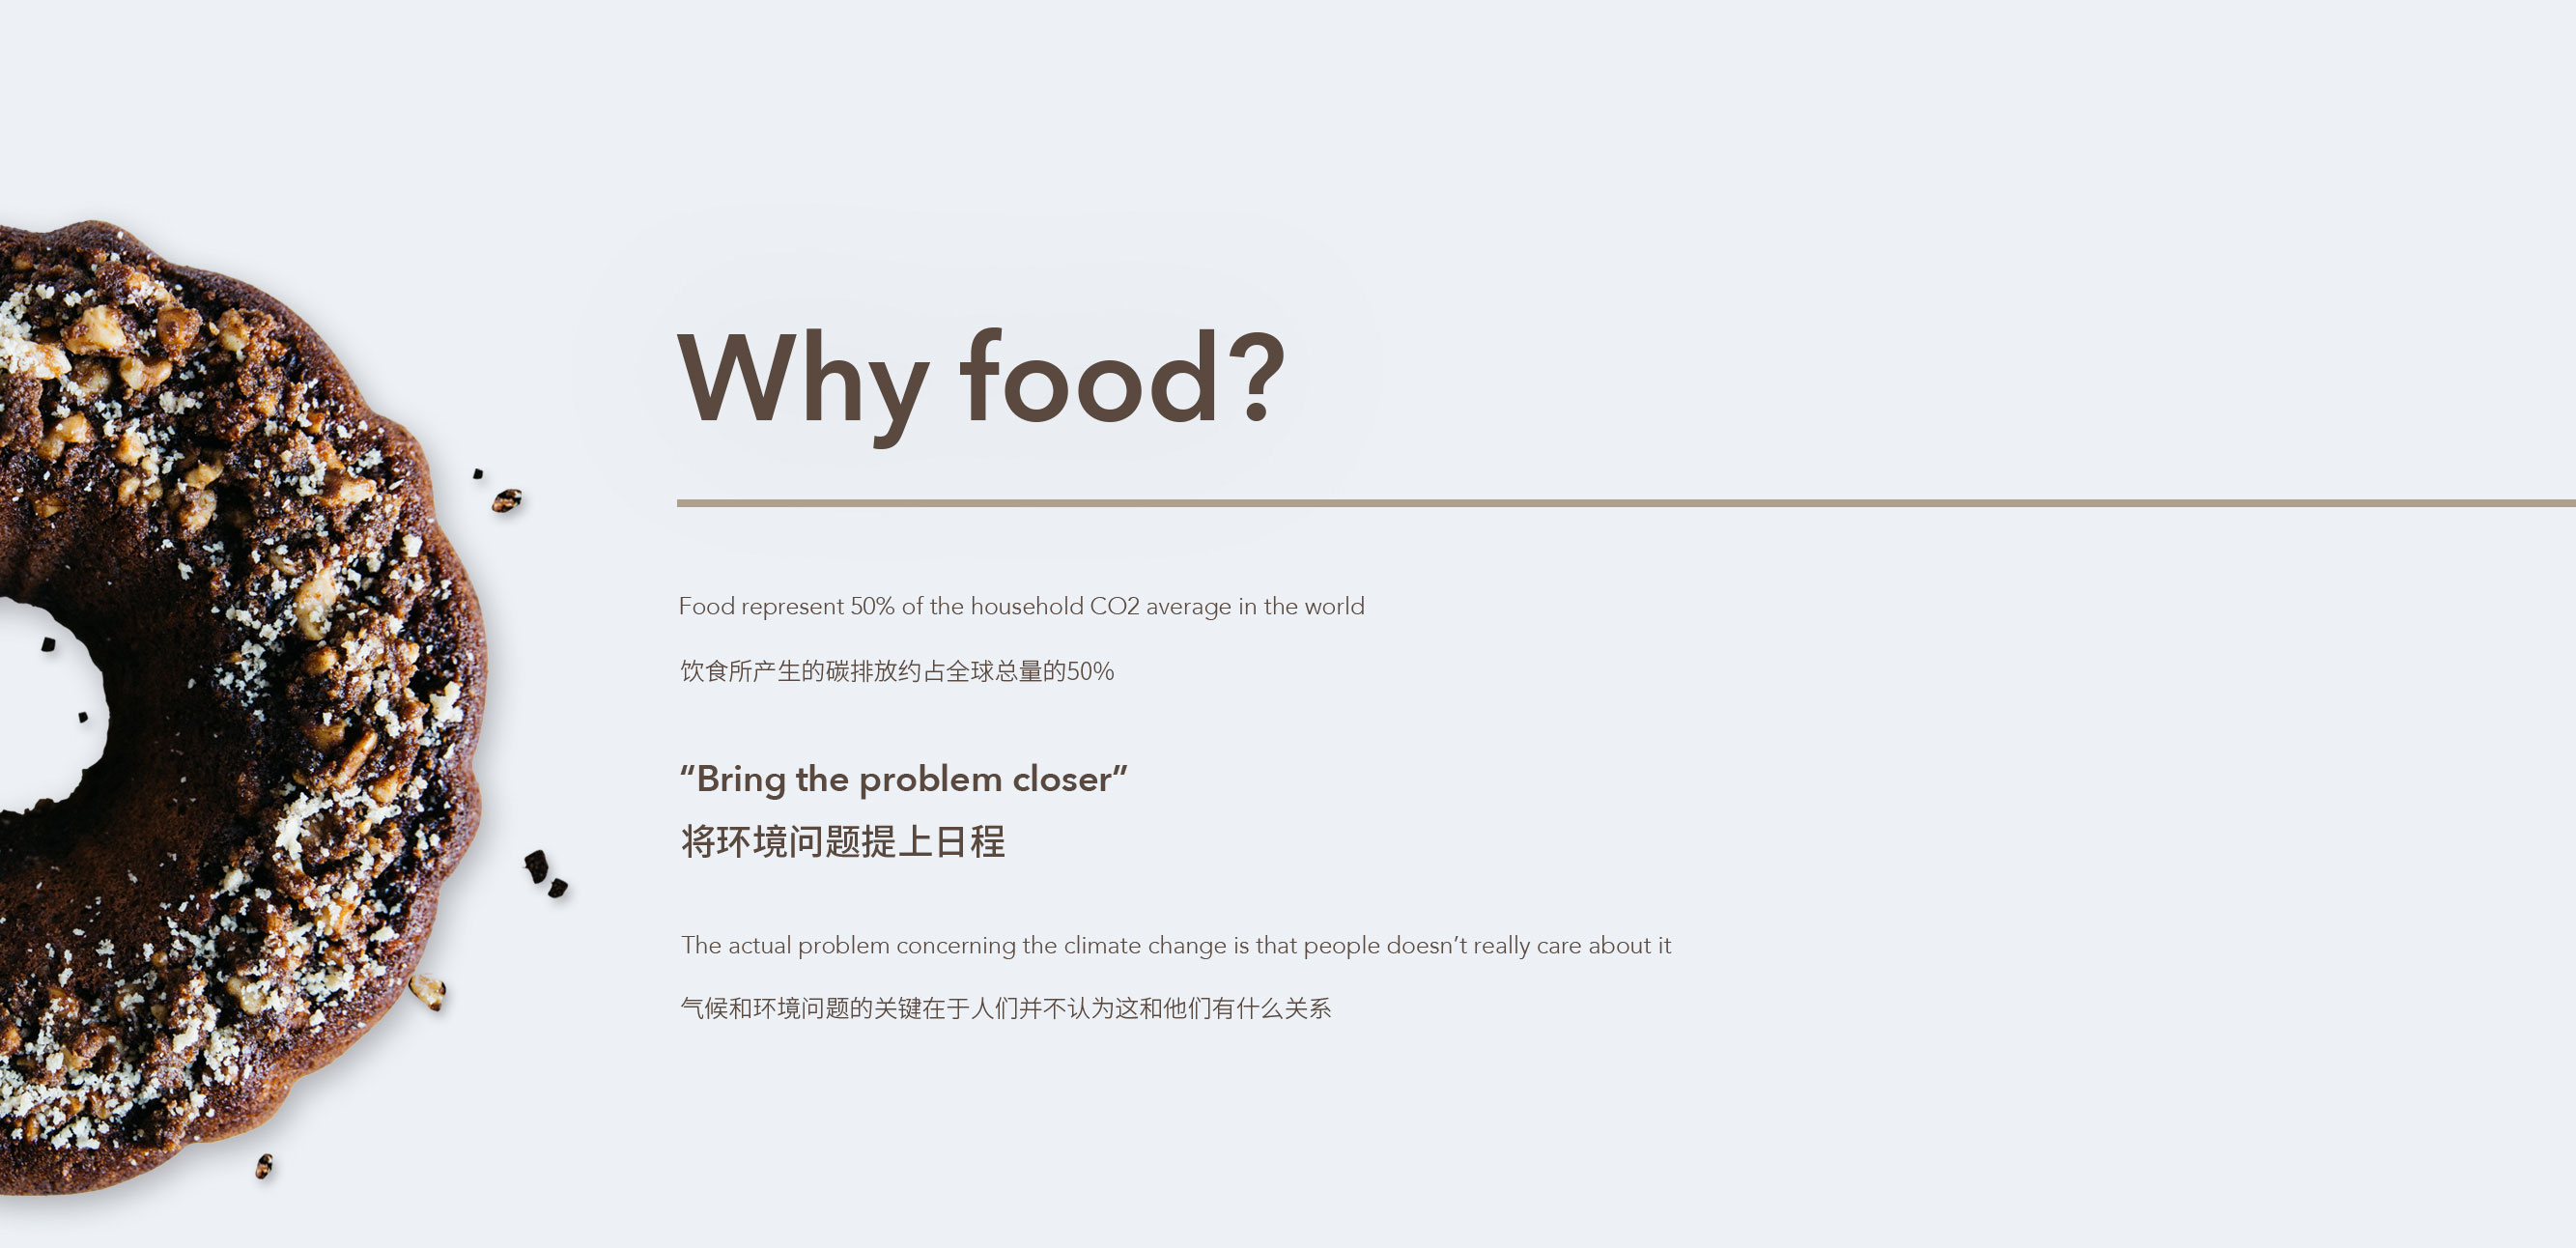 Why food?
Food represent 50% of the household CO2 average in the world
饮食所产生的碳排放约占全球总量的50%
“Bring the problem closer”
将环境问题提上日程
The actual problem concerning the climate change is that people doesn’t really care about it
气候和环境问题的关键在于人们并不认为这和他们有什么关系